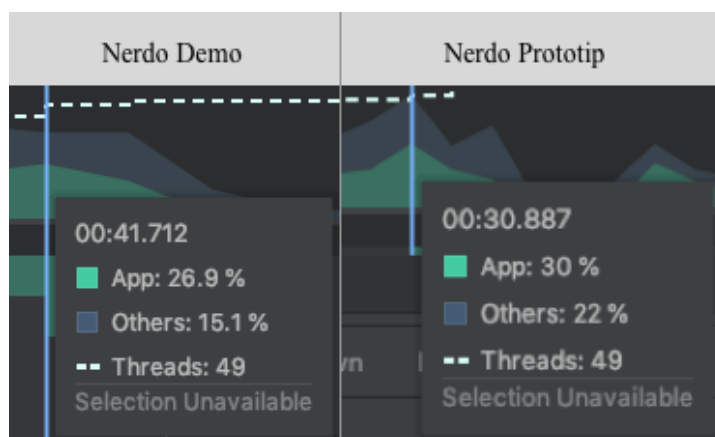 Nerdo Demo
Nerdo Prototip
00:41.712
App: 26.9 %
Others: 15.1 %
Threads: 49
Selection Unavailable
00:30.887
App: 30 %
Others: 22 %
Threads: 49
Selection Unavailable